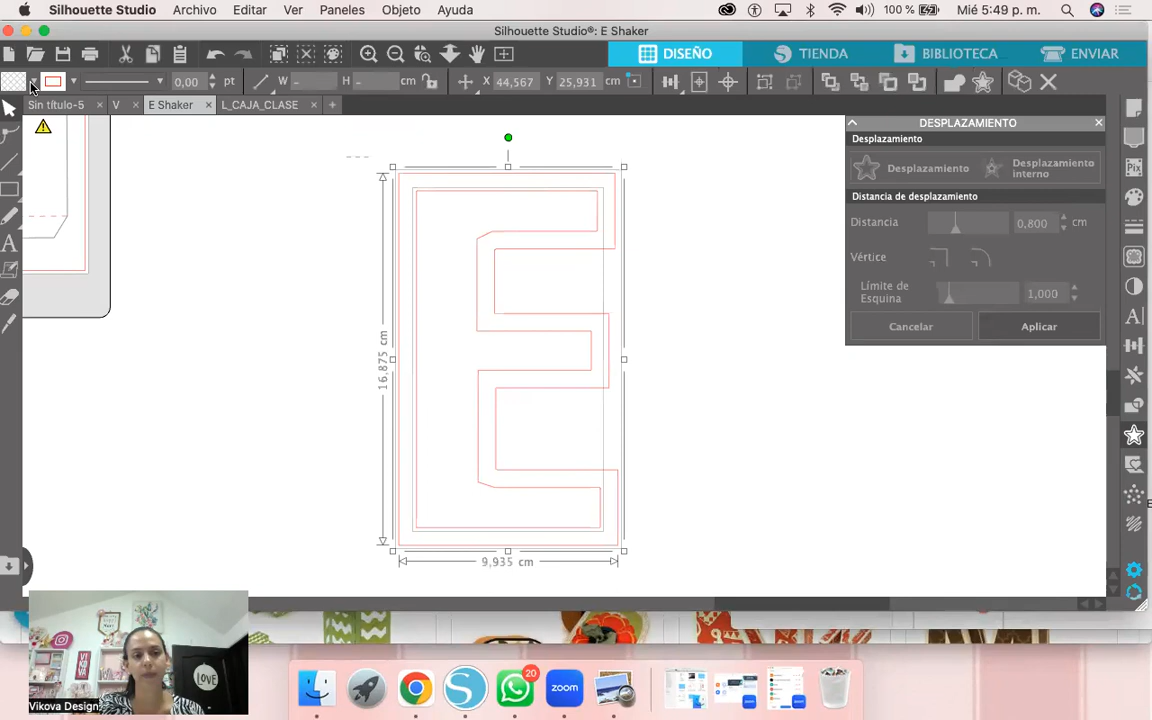 Silhouette Studio Archivo Editar Ver Paneles Objeto Ayuda 100 % Mié 5:49 p. m.
Silhouette Studio®: E Shaker
DISEÑO TIENDA BIBLIOTECA ENVIAR
0,00 pt W - H - cm X 44,567 Y 25,931 cm
Sin título-5 V E Shaker L_CAJA_CLASE
DESPLAZAMIENTO
Desplazamiento
Desplazamiento Desplazamiento interno
Distancia de desplazamiento
Distancia 0,800 cm
Vértice
Límite de Esquina 1,000
Cancelar Aplicar
16,875 cm
9,935 cm
LOVE
VIKOVA
Vikova Design
20
zoom